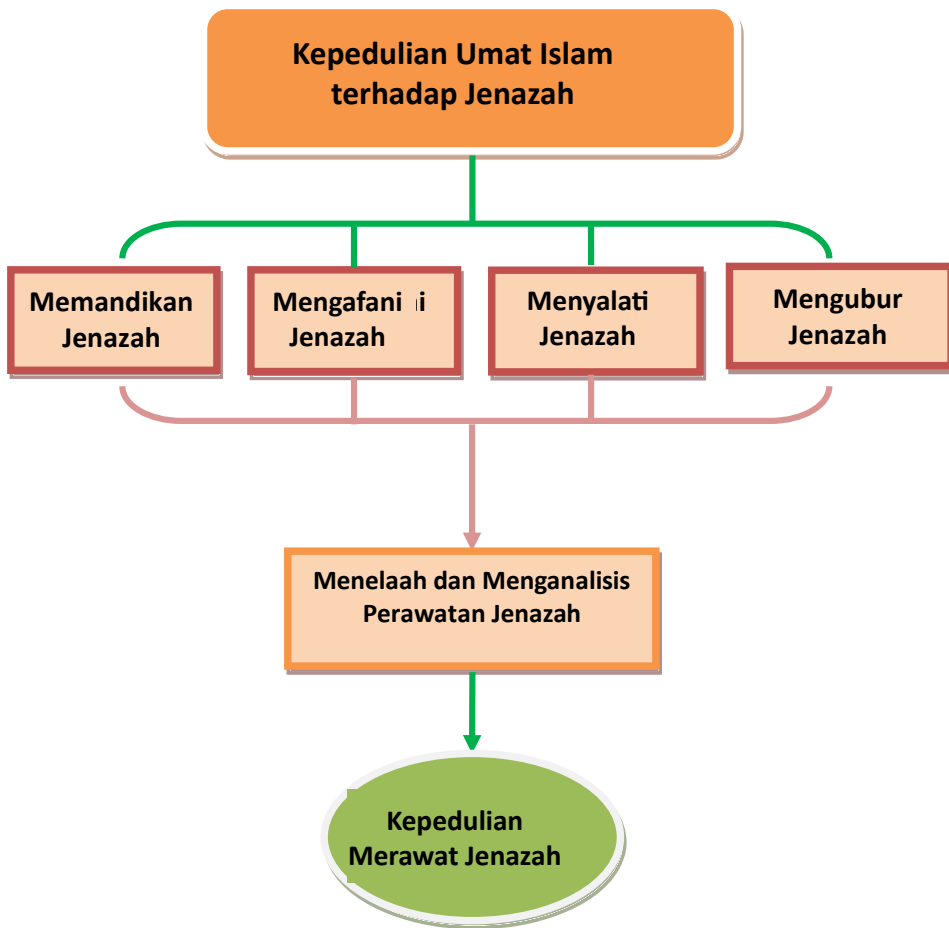 Kepedulian Umat Islam
terhadap Jenazah
Memandikan
Jenazah
Mengafani
Jenazah
Menyalati
Jenazah
Mengubur
Jenazah
Menelaah dan Menganalisis
Perawatan Jenazah
Kepedulian
Merawat Jenazah